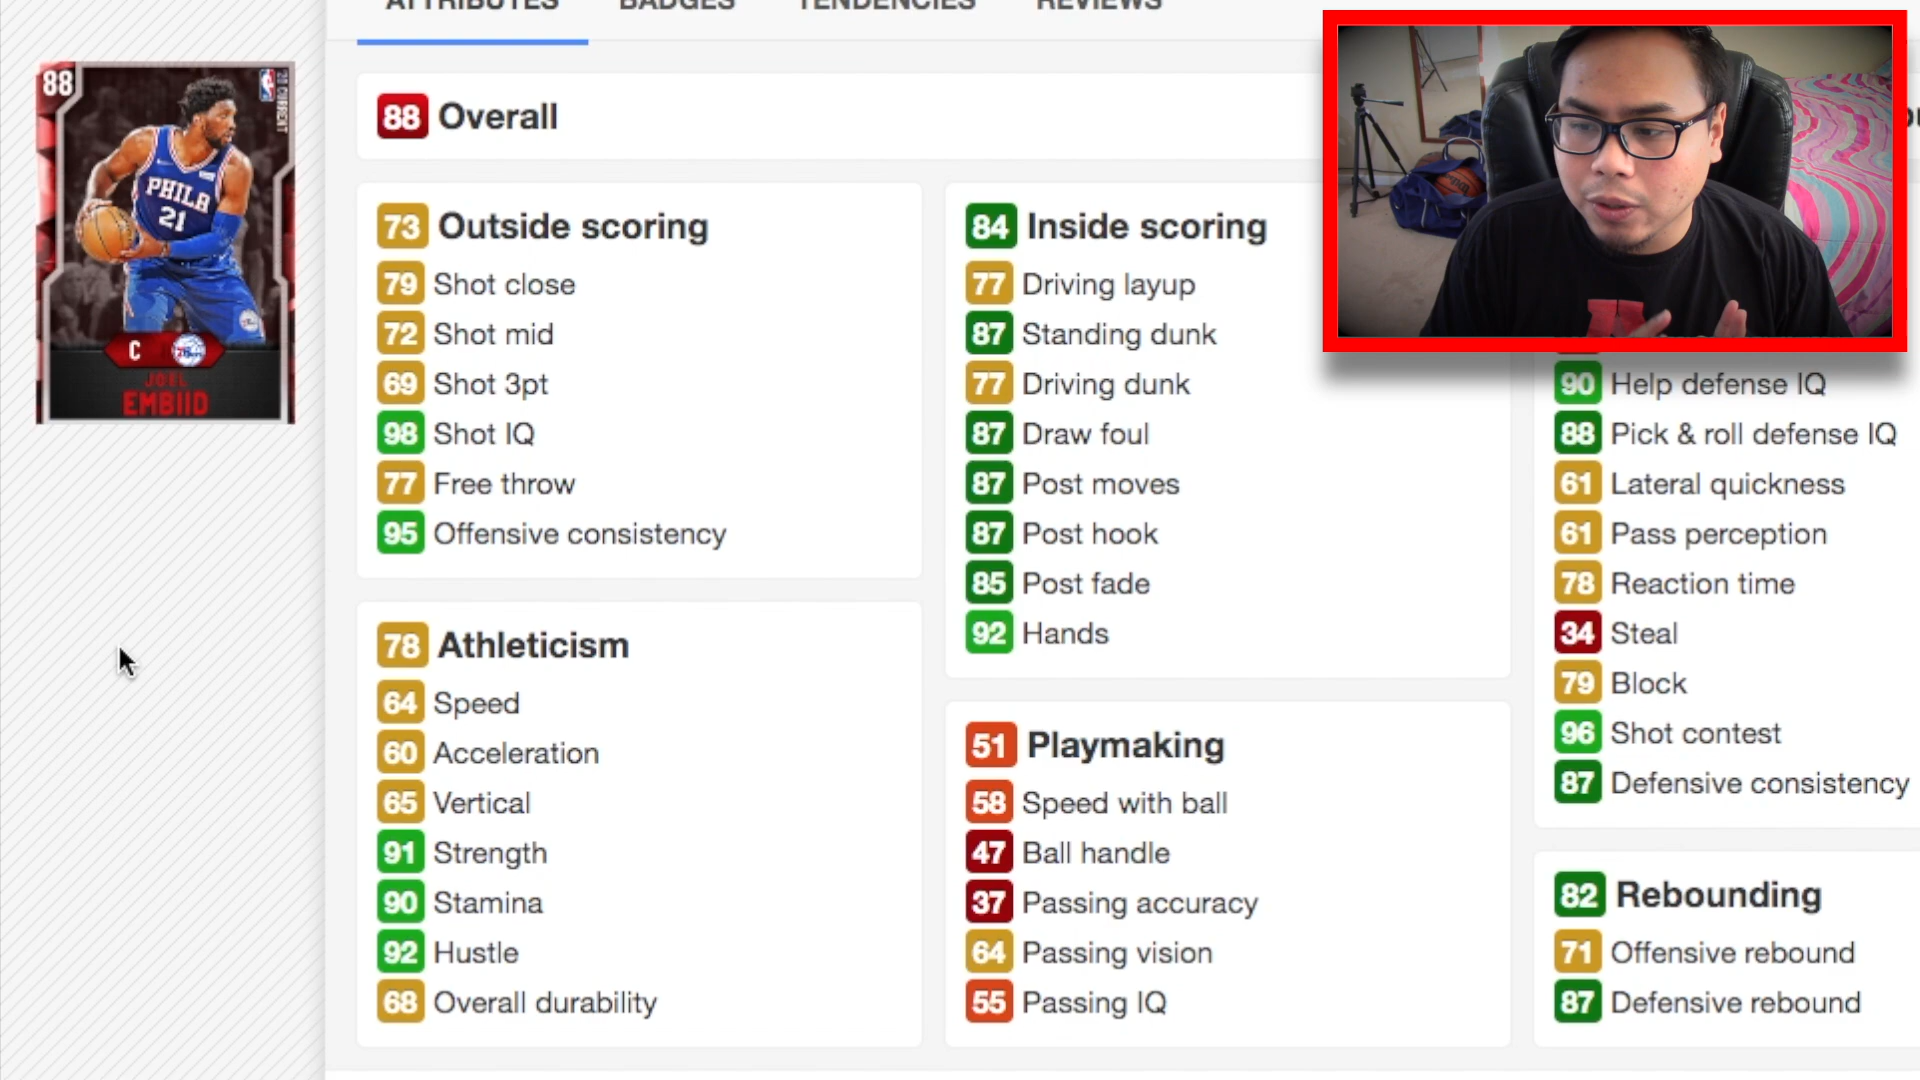 ATTRIBUTES BADGES TENDENCIES REVIEWS
88
PHILA
21
C
JOEL
EMBIID
88 Overall
73 Outside scoring
79 Shot close
72 Shot mid
69 Shot 3pt
98 Shot IQ
77 Free throw
95 Offensive consistency
78 Athleticism
64 Speed
60 Acceleration
65 Vertical
91 Strength
90 Stamina
92 Hustle
68 Overall durability
84 Inside scoring
77 Driving layup
87 Standing dunk
77 Driving dunk
87 Draw foul
87 Post moves
87 Post hook
85 Post fade
92 Hands
51 Playmaking
58 Speed with ball
47 Ball handle
37 Passing accuracy
64 Passing vision
55 Passing IQ
90 Help defense IQ
88 Pick & roll defense IQ
61 Lateral quickness
61 Pass perception
78 Reaction time
34 Steal
79 Block
96 Shot contest
87 Defensive consistency
82 Rebounding
71 Offensive rebound
87 Defensive rebound